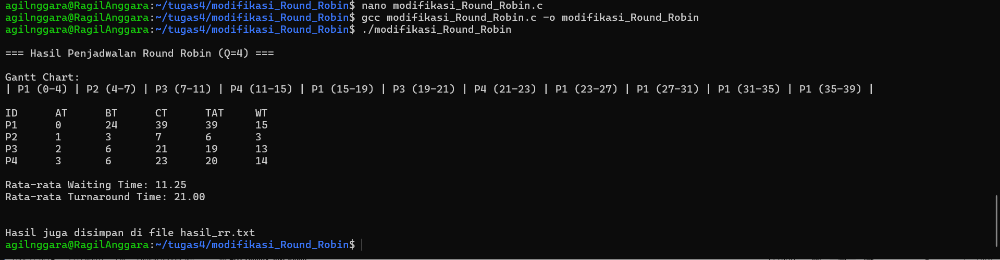 agilnggara@RagilAnggara:~/tugas4/modifikasi_Round_Robin$ nano modifikasi_Round_Robin.c
agilnggara@RagilAnggara:~/tugas4/modifikasi_Round_Robin$ gcc modifikasi_Round_Robin.c -o modifikasi_Round_Robin
agilnggara@RagilAnggara:~/tugas4/modifikasi_Round_Robin$ ./modifikasi_Round_Robin
=== Hasil Penjadwalan Round Robin (Q=4) ===
Gantt Chart:
| P1 (0-4) | P2 (4-7) | P3 (7-11) | P4 (11-15) | P1 (15-19) | P3 (19-21) | P4 (21-23) | P1 (23-27) | P1 (27-31) | P1 (31-35) | P1 (35-39) |
ID AT BT CT TAT WT
P1 0 24 39 39 15
P2 1 3 7 6 3
P3 2 6 21 19 13
P4 3 6 23 20 14
Rata-rata Waiting Time: 11.25
Rata-rata Turnaround Time: 21.00
Hasil juga disimpan di file hasil_rr.txt
agilnggara@RagilAnggara:~/tugas4/modifikasi_Round_Robin$